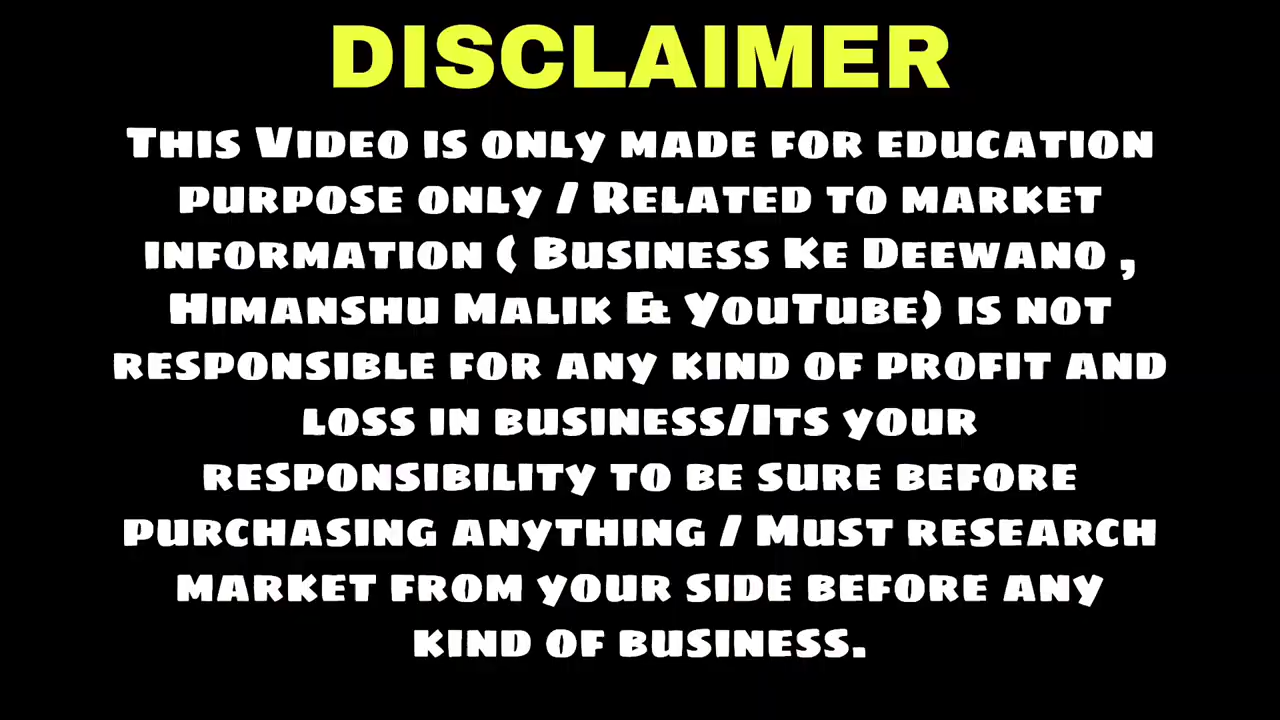 DISCLAIMER
This Video is only made for education
purpose only / Related to market
information ( Business Ke Deewano ,
Himanshu Malik & YouTube) is not
responsible for any kind of profit and
loss in business/Its your
responsibility to be sure before
purchasing anything / Must research
market from your side before any
kind of business.